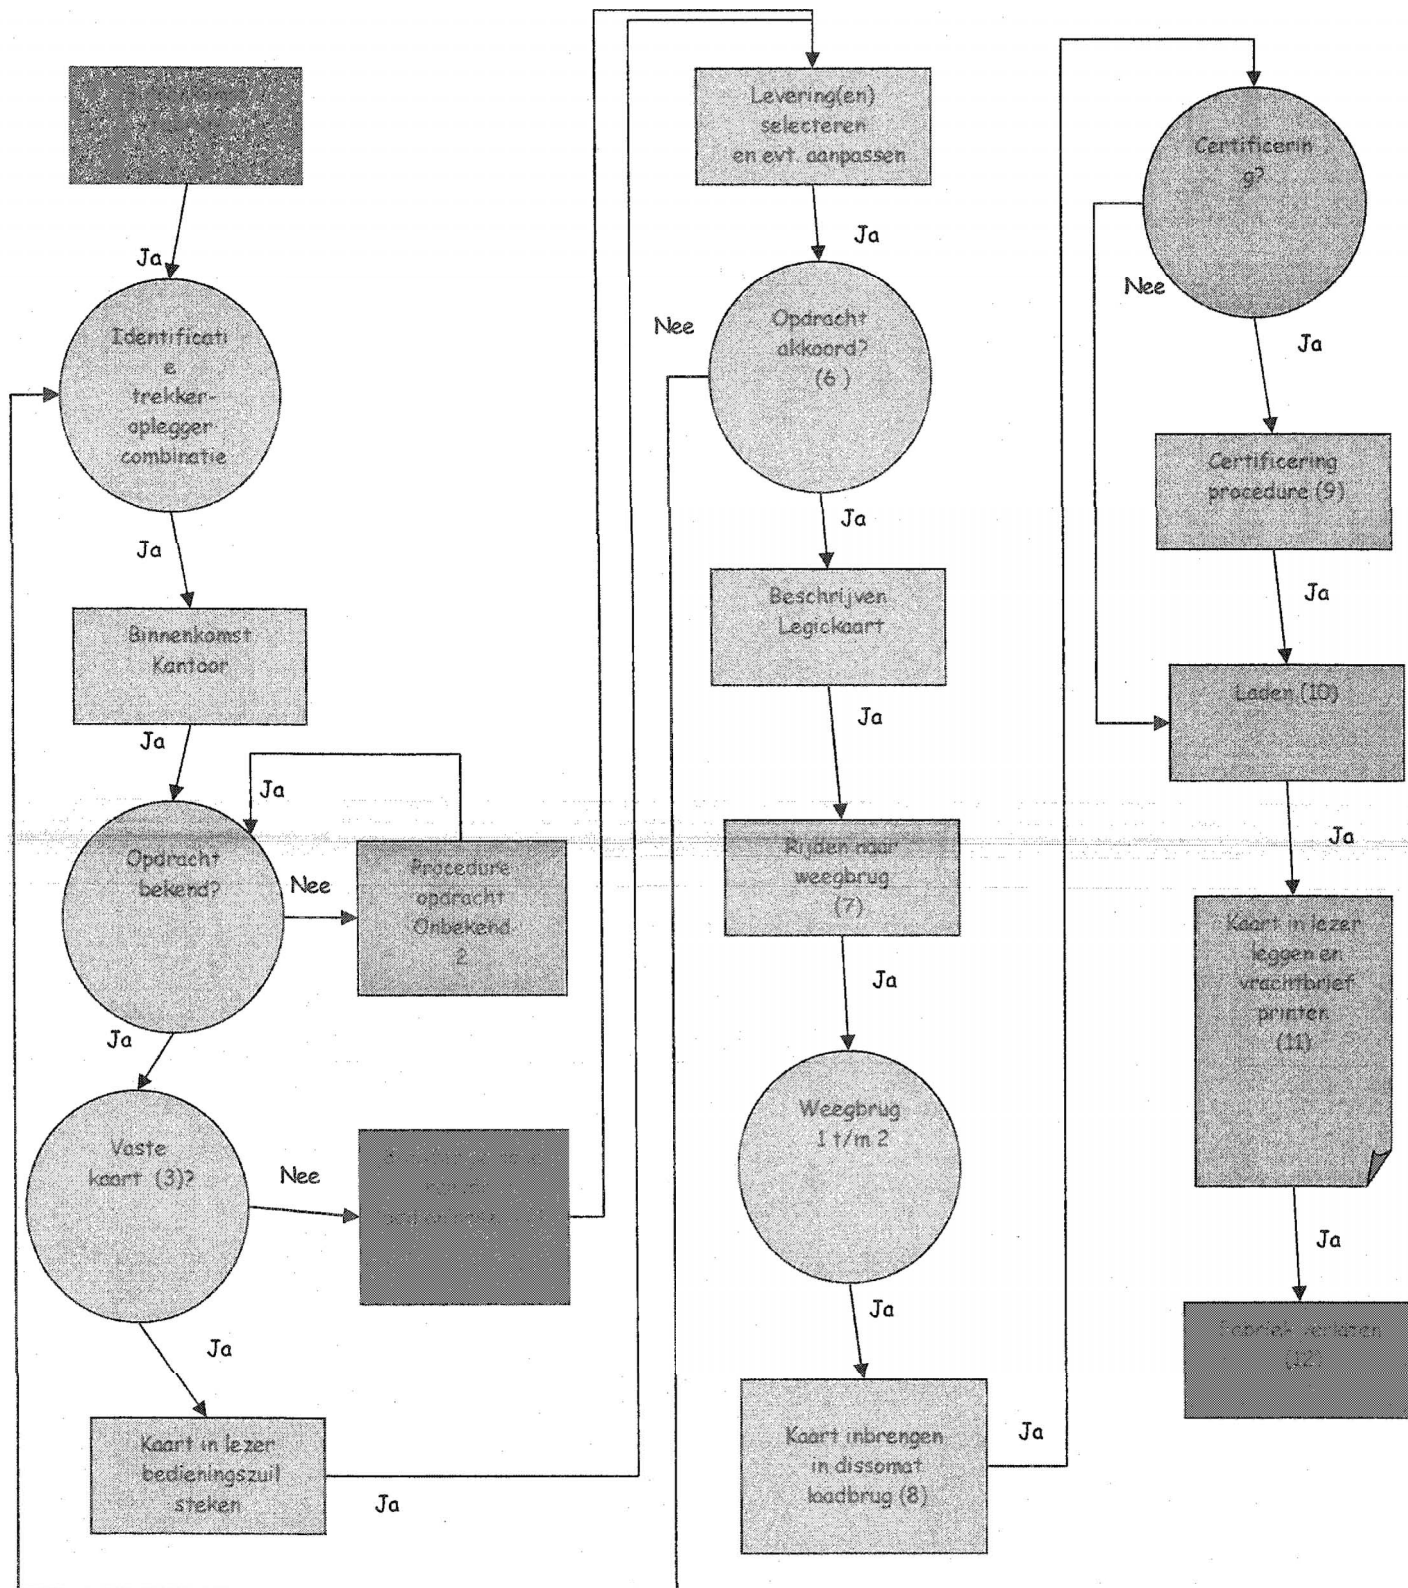 Ja
Identificati
e
trekker-
oplegger
combinatie
Ja
Binnenkomst
Kantoor
Ja
Ja
Opdracht
bekend?
Nee
Procedure
opdracht
Onbekend
2
Ja
Vaste
kaart (3)?
Nee
Ja
Kaart in lezer
bedieningszuil
steken
Ja
Levering(en)
selecteren
en evt. aanpassen
Ja
Nee
Opdracht
akkoord?
(6 )
Ja
Beschrijven
Legickaart
Ja
Rijden naar
weegbrug
(7)
Ja
Weegbrug
1 t/m 2
Ja
Kaart inbrengen
in dissomat
laadbrug (8)
Ja
Certificerin
g?
Nee
Ja
Certificering
procedure (9)
Ja
Laden (10)
Ja
Kaart in lezer
leggen en
vrachtbrief
printen
(11)
Ja
Fabriek verlaten
(12)